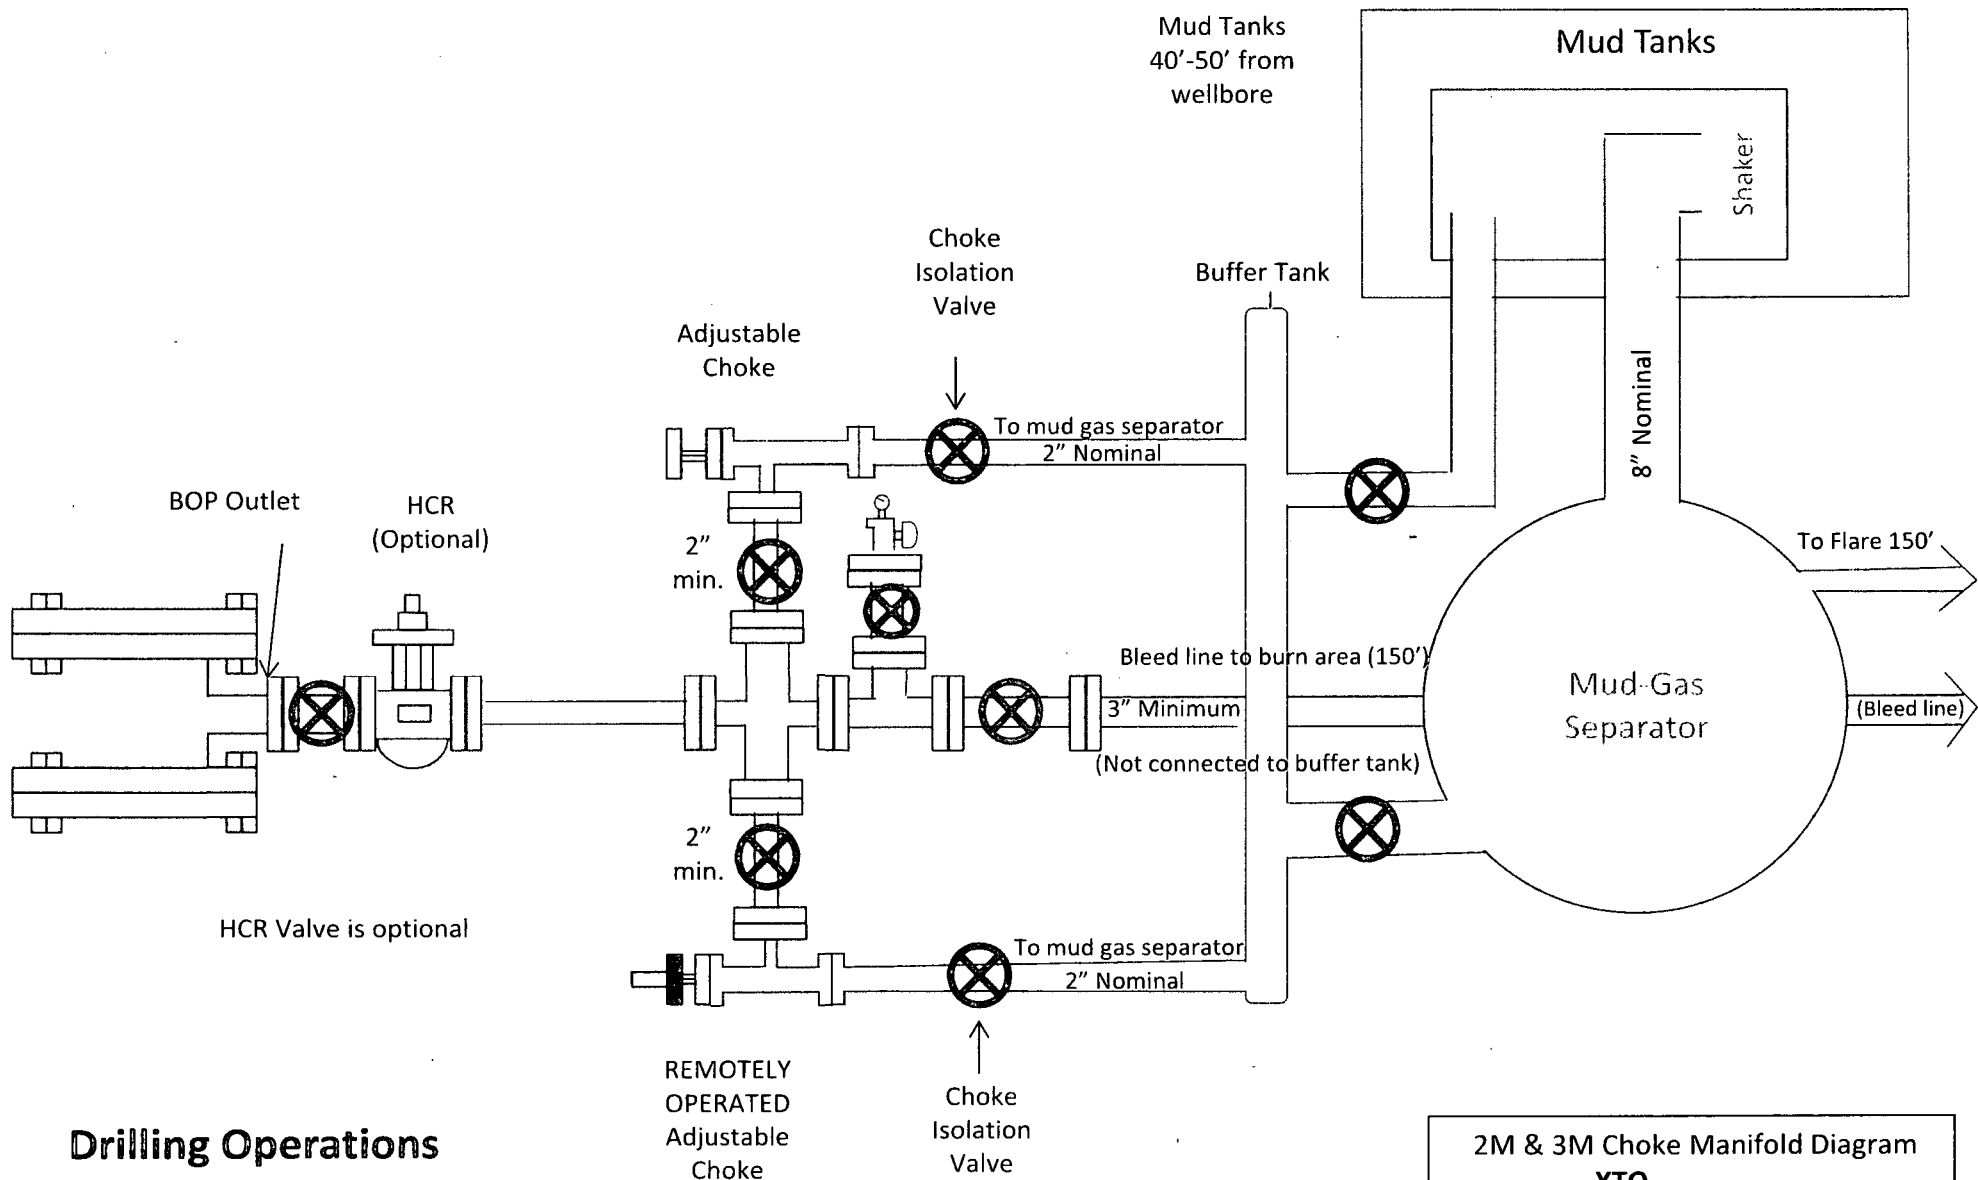 Mud Tanks
40’-50’ from
wellbore
Mud Tanks
Shaker
Choke
Isolation
Valve
Buffer Tank
Adjustable
Choke
8” Nominal
To mud gas separator
2” Nominal
BOP Outlet
HCR
(Optional)
2”
min.
To Flare 150’
Bleed line to burn area (150’)
3” Minimum
(Not connected to buffer tank)
Mud-Gas
Separator
(Bleed line)
2”
min.
HCR Valve is optional
To mud gas separator
2” Nominal
REMOTELY
OPERATED
Adjustable
Choke
Choke
Isolation
Valve
Drilling Operations
2M & 3M Choke Manifold Diagram
XTO